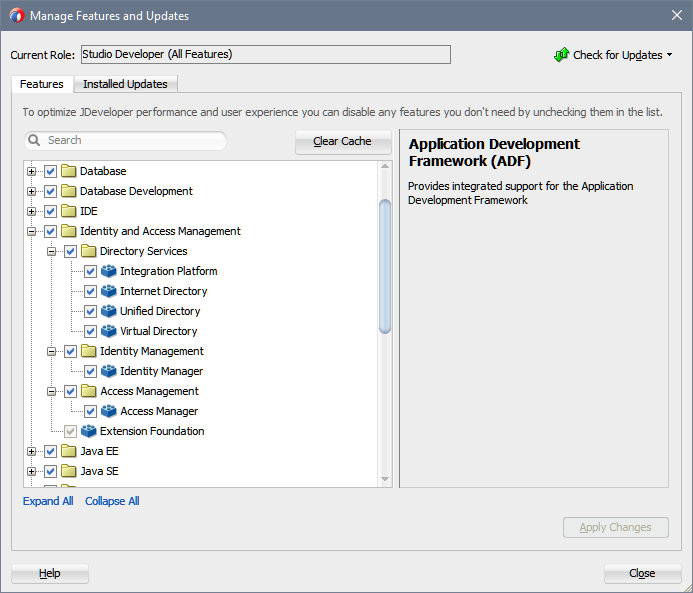 Manage Features and Updates
Current Role: Studio Developer (All Features)
Check for Updates
Features
Installed Updates
To optimize JDeveloper performance and user experience you can disable any features you don't need by unchecking them in the list.
Search
Clear Cache
Database
Database Development
IDE
Identity and Access Management
Directory Services
Integration Platform
Internet Directory
Unified Directory
Virtual Directory
Identity Management
Identity Manager
Access Management
Access Manager
Extension Foundation
Java EE
Java SE
Expand All
Collapse All
Application Development
Framework (ADF)
Provides integrated support for the Application
Development Framework
Apply Changes
Help
Close